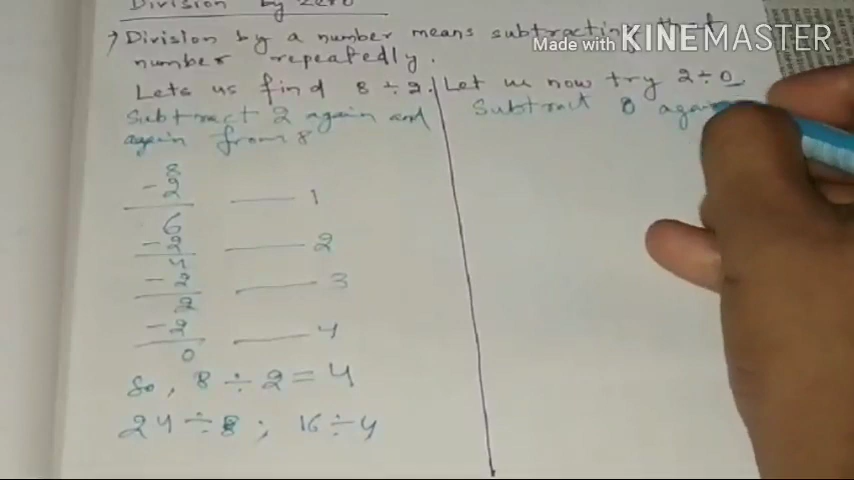 Division by Zero
→ Division by a number means subtracting that
number repeatedly.
Made with KINEMASTER
Lets us find 8 ÷ 2.
Subtract 2 again and
again from 8
8
- 2 1
6
- 2 2
4
- 2 3
2
- 2 4
0
So, 8 ÷ 2 = 4
24 ÷ 8 ; 16 ÷ 4
Let us now try 2 ÷ 0
Subtract 0 again